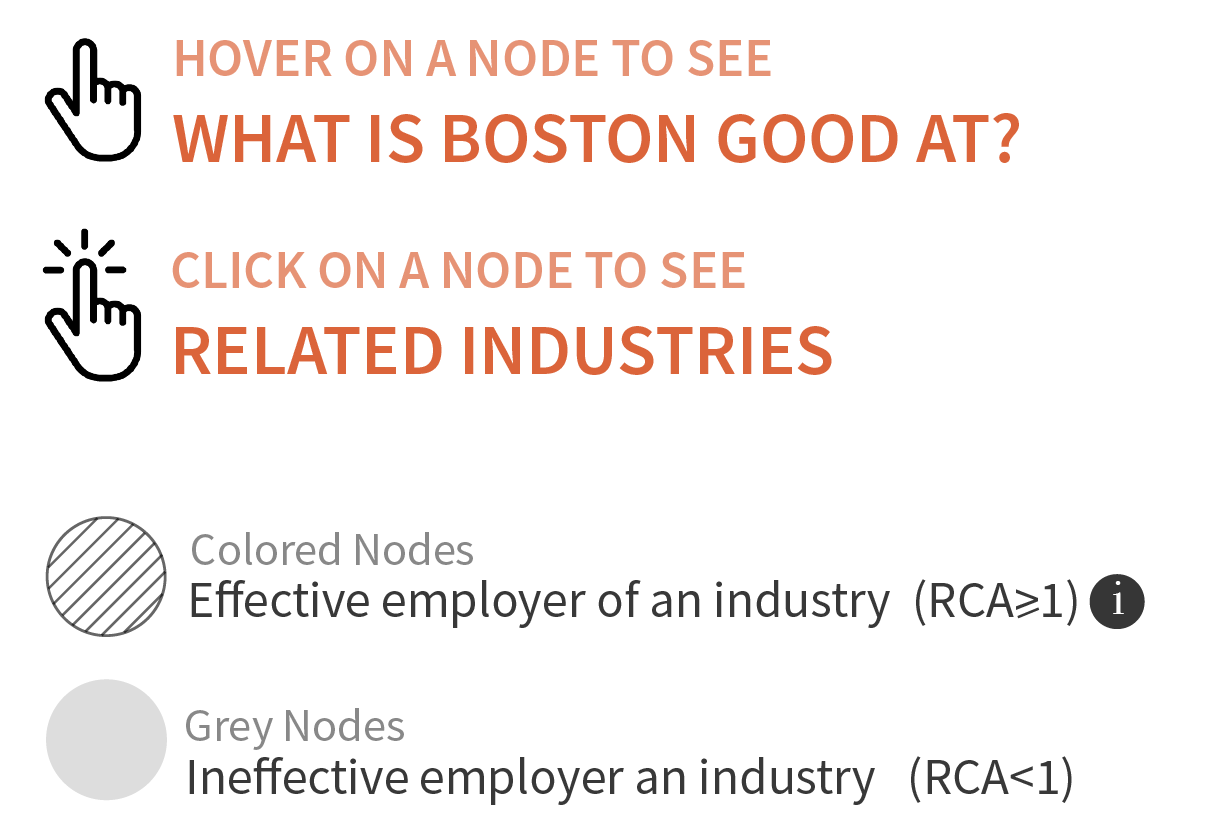 HOVER ON A NODE TO SEE
WHAT IS BOSTON GOOD AT?
CLICK ON A NODE TO SEE
RELATED INDUSTRIES
Colored Nodes
Effective employer of an industry (RCA≥1) i
Grey Nodes
Ineffective employer an industry (RCA<1)